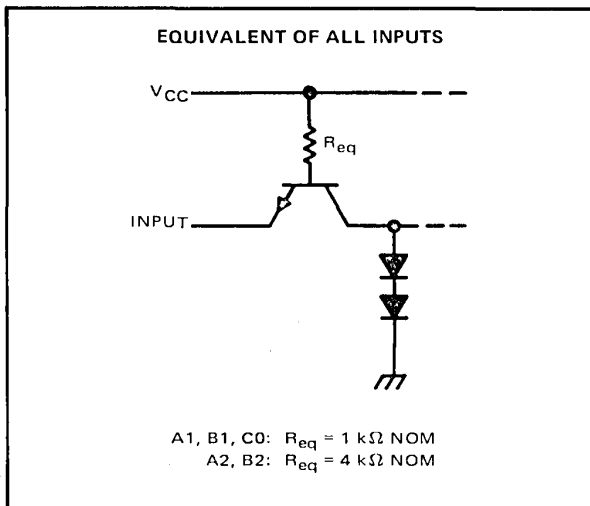 EQUIVALENT OF ALL INPUTS
VCC
Req
INPUT
A1, B1, C0: Req = 1 kΩ NOM
A2, B2: Req = 4 kΩ NOM